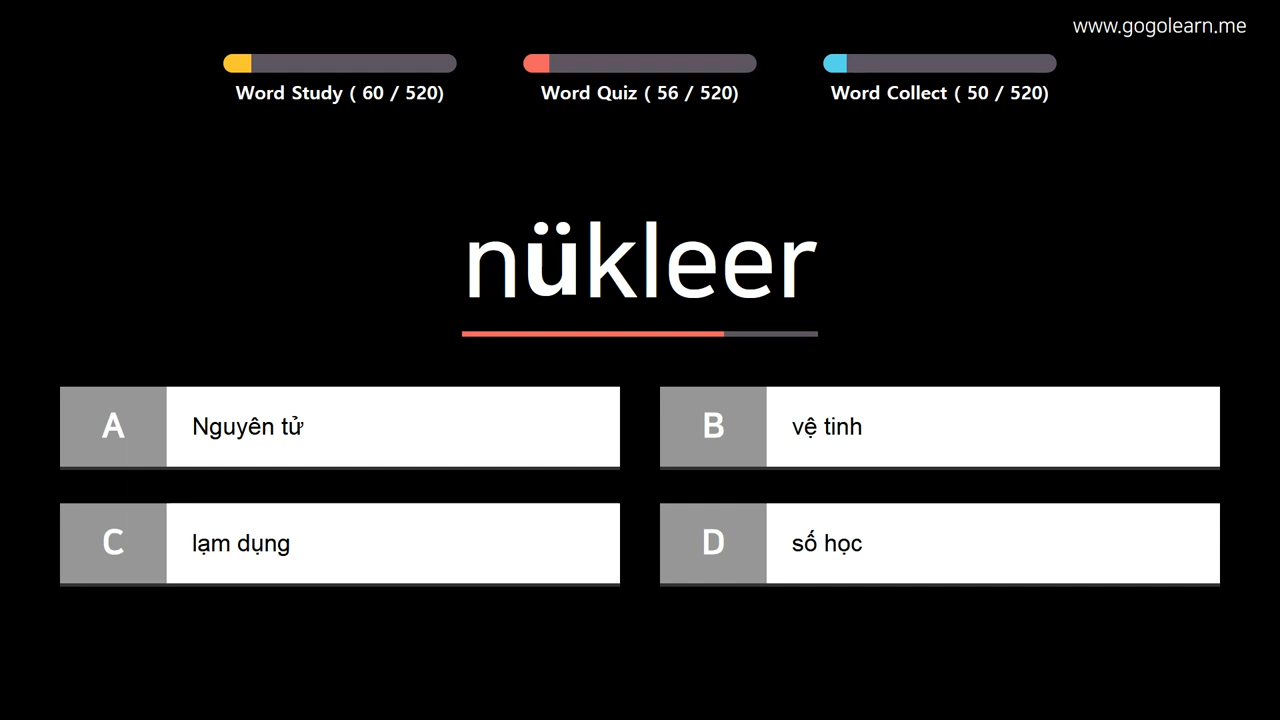 www.gogolearn.me
Word Study ( 60 / 520)
Word Quiz ( 56 / 520)
Word Collect ( 50 / 520)
nükleer
A Nguyên tử
B vệ tinh
C lạm dụng
D số học